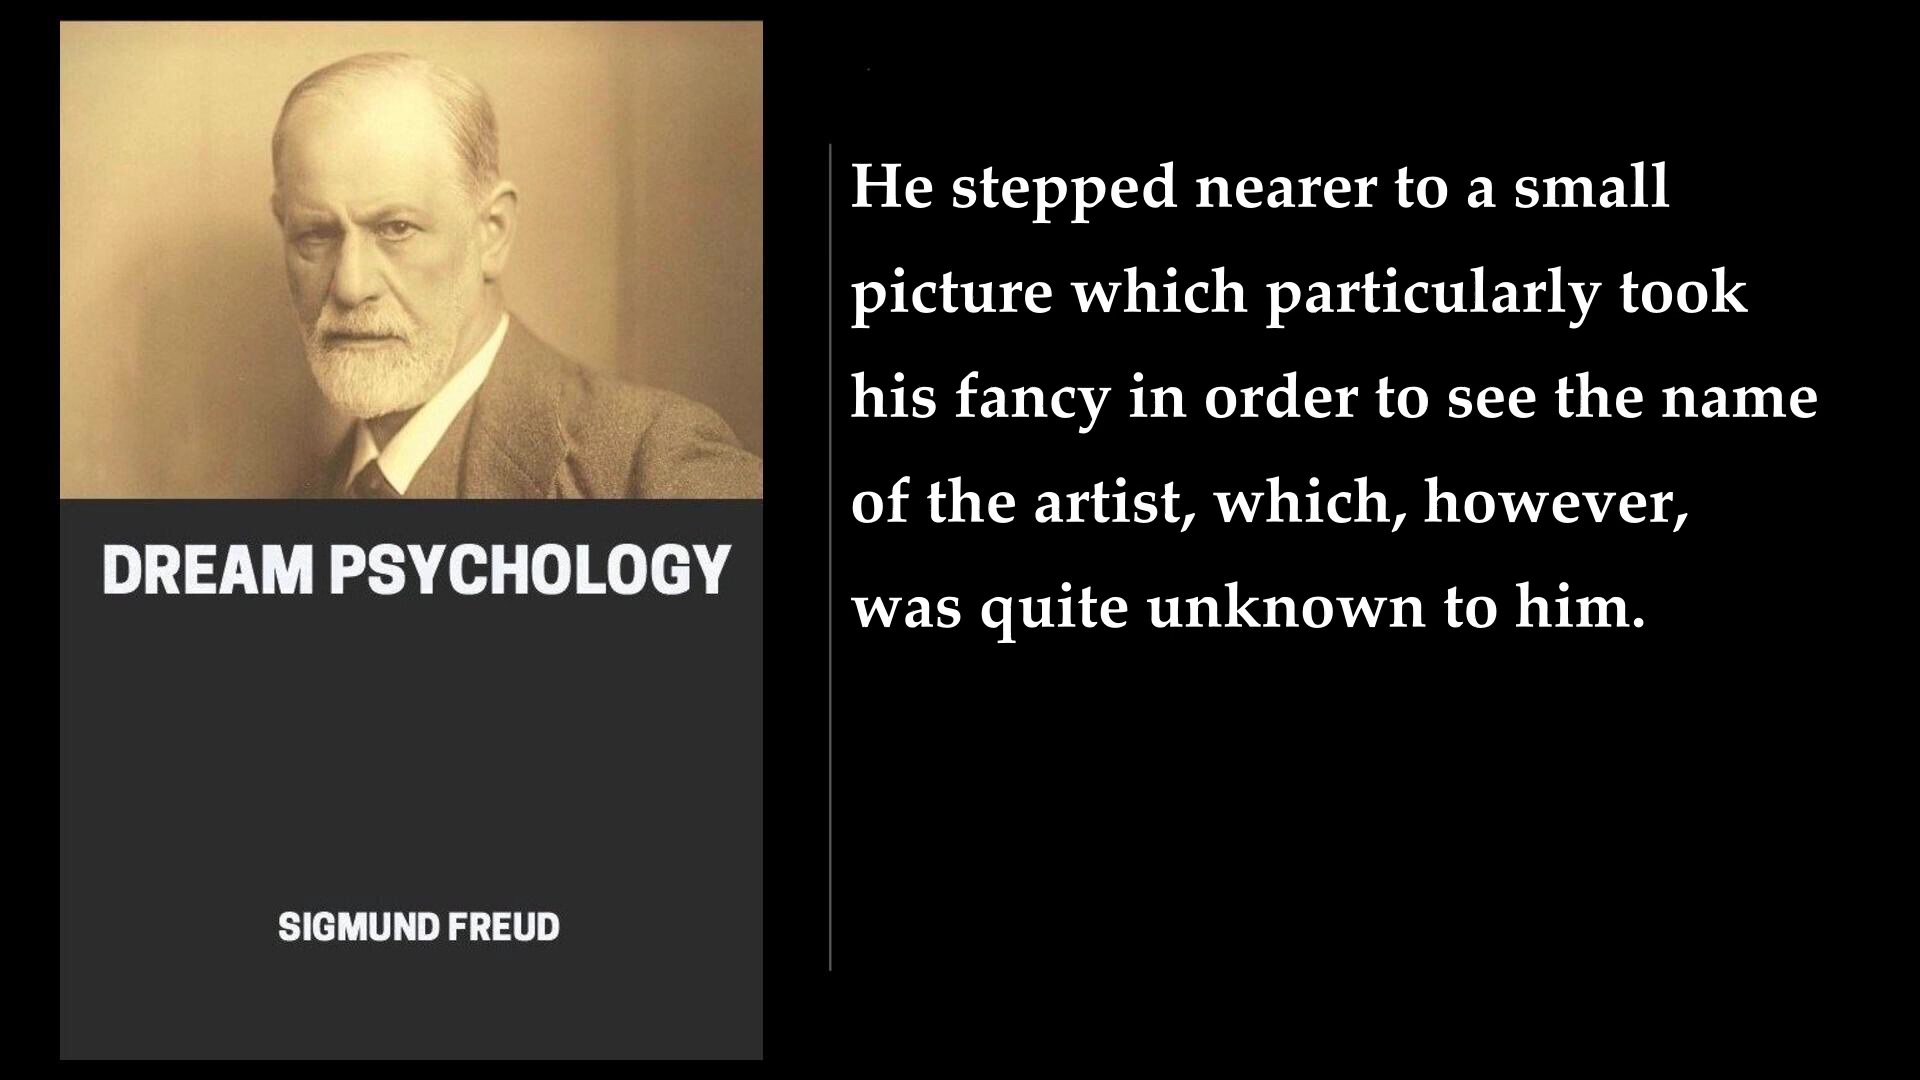 DREAM PSYCHOLOGY
SIGMUND FREUD
He stepped nearer to a small
picture which particularly took
his fancy in order to see the name
of the artist, which, however,
was quite unknown to him.